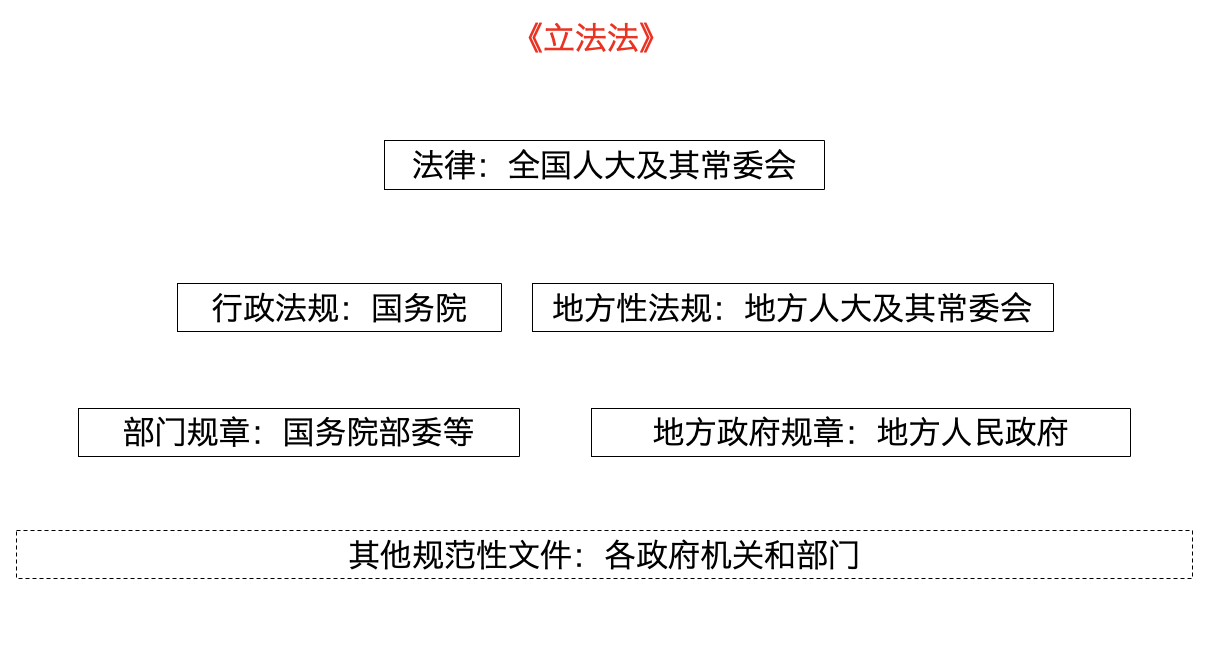 《立法法》
法律：全国人大及其常委会
行政法规：国务院
地方性法规：地方人大及其常委会
部门规章：国务院部委等
地方政府规章：地方人民政府
其他规范性文件：各政府机关和部门